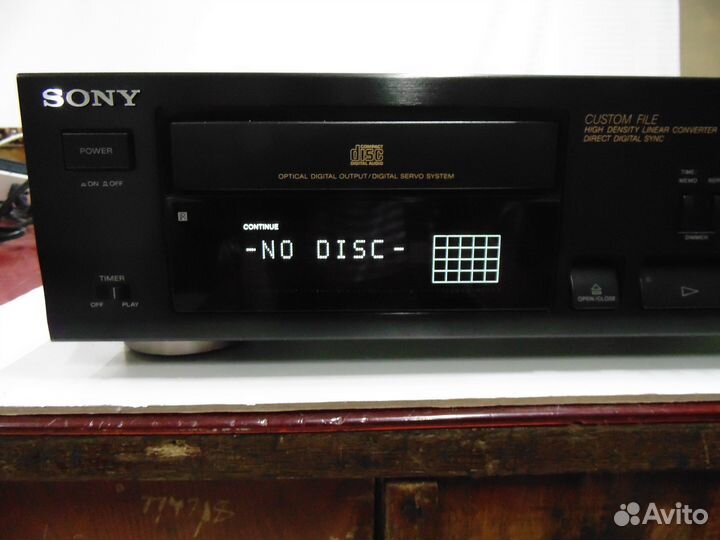 SONY
CUSTOM FILE
HIGH DENSITY LINEAR CONVERTER
DIRECT DIGITAL SYNC
POWER
ON OFF
COMPACT
disc
DIGITAL AUDIO
OPTICAL DIGITAL OUTPUT/DIGITAL SERVO SYSTEM
TIME/
MEMO
DIMMER
CONTINUE
-NO DISC-
TIMER
OFF PLAY
OPEN/CLOSE
Avito